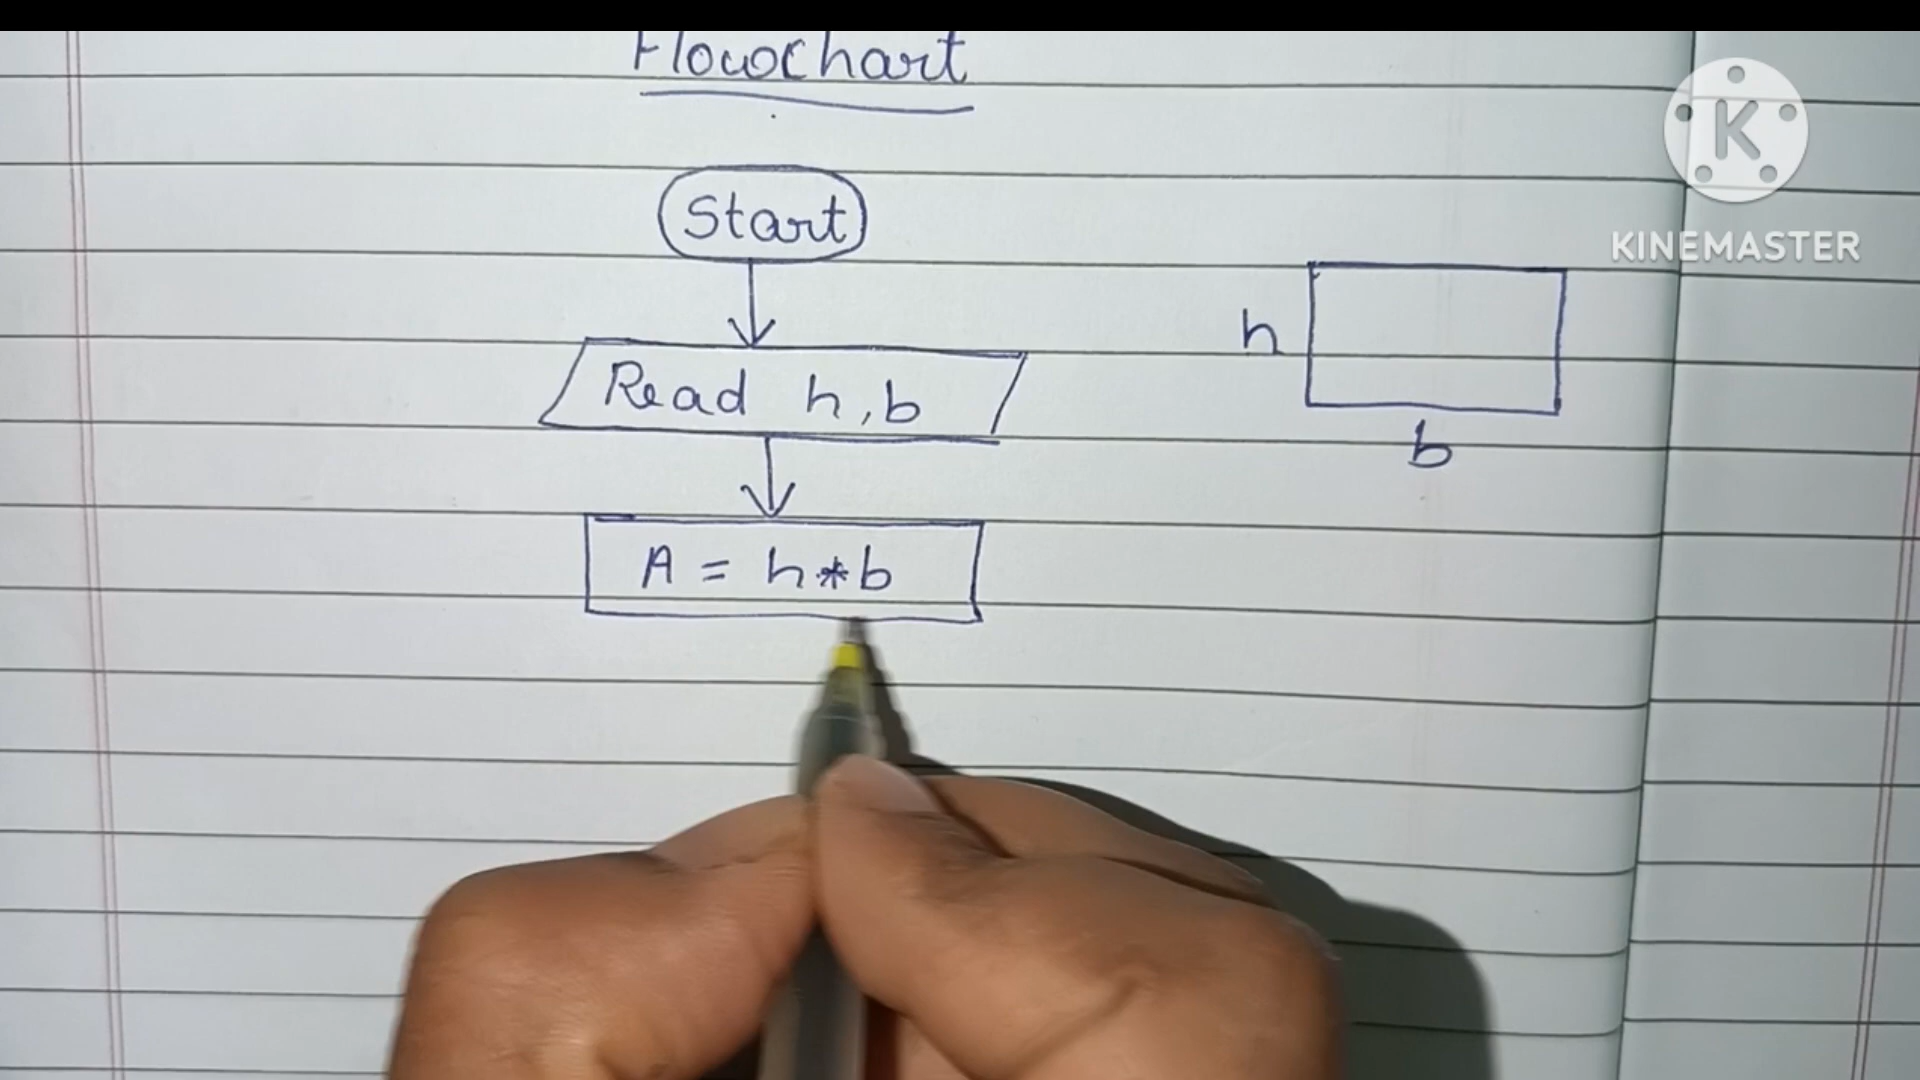 Flowchart
Start
Read h, b
A = h*b
h
b
K
KINEMASTER